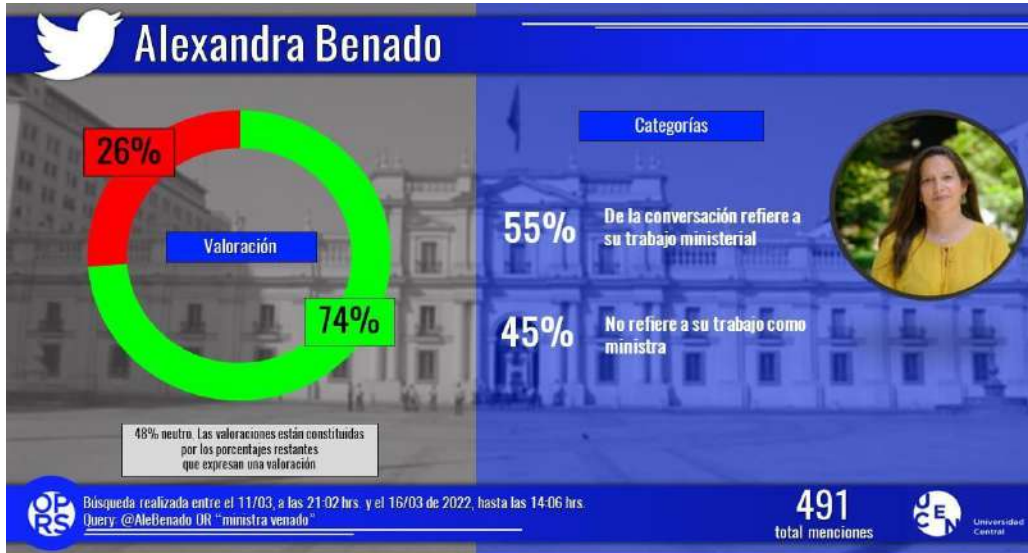 Alexandra Benado
26%
Valoración
74%
48% neutro. Las valoraciones están constituidas
por los porcentajes restantes
que expresan una valoración
Categorías
55%
De la conversación refiere a
su trabajo ministerial
45%
No refiere a su trabajo como
ministra
OP
RS
Búsqueda realizada entre el 11/03, a las 21:02 hrs. y el 16/03 de 2022, hasta las 14:06 hrs.
Query: @AleBenado OR "ministra venado"
491
total menciones
UCEN
Universidad
Central